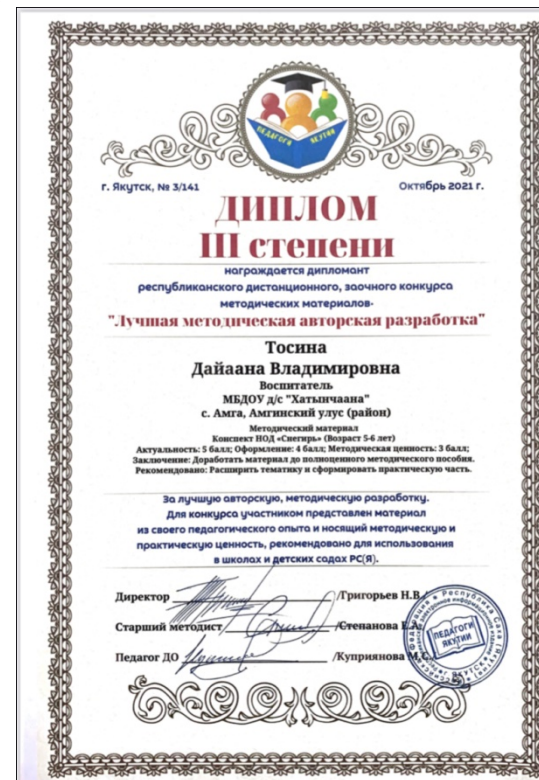 ПЕДАГОГИ ЯКУТИИ
г. Якутск, № 3/141
Октябрь 2021 г.
ДИПЛОМ
III степени
награждается дипломант
республиканского дистанционного, заочного конкурса
методических материалов-
"Лучшая методическая авторская разработка"
Тосина
Дайаана Владимировна
Воспитатель
МБДОУ д/с "Хатынчаана"
с. Амга, Амгинский улус (район)
Методический материал
Конспект НОД «Снегирь» (Возраст 5-6 лет)
Актуальность: 5 балл; Оформление: 4 балл; Методическая ценность: 3 балл;
Заключение: Доработать материал до полноценного методического пособия.
Рекомендовано: Расширить тематику и сформировать практическую часть.
За лучшую авторскую, методическую разработку.
Для конкурса участником представлен материал
из своего педагогического опыта и носящий методическую и
практическую ценность, рекомендовано для использования
в школах и детских садах РС(Я).
Директор /Григорьев Н.В./
Старший методист /Степанова Е.А.
Педагог ДО /Куприянова М.С./
ПЕДАГОГИ
ЯКУТИИ